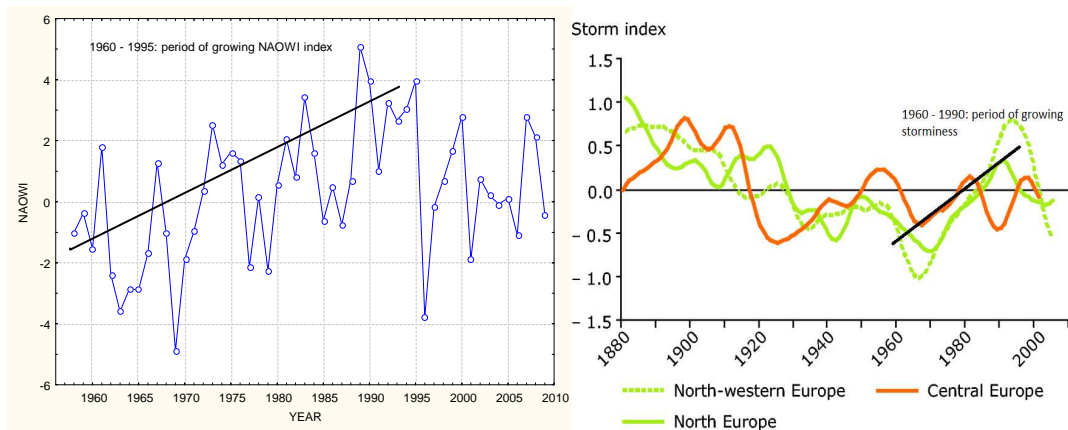 6
4
2
0
-2
-4
-6
NAOWI
1960 - 1995: period of growing NAOWI index
1960 1965 1970 1975 1980 1985 1990 1995 2000 2005 2010
YEAR
Storm index
1.0
0.5
0.0
− 0.5
− 1.0
− 1.5
1960 - 1990: period of growing
storminess
1880 1900 1920 1940 1960 1980 2000
North-western Europe
Central Europe
North Europe